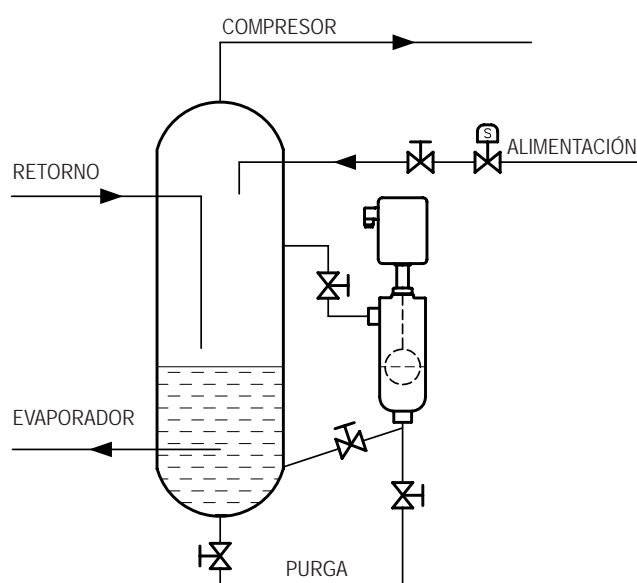 COMPRESOR
S
ALIMENTACIÓN
RETORNO
EVAPORADOR
PURGA